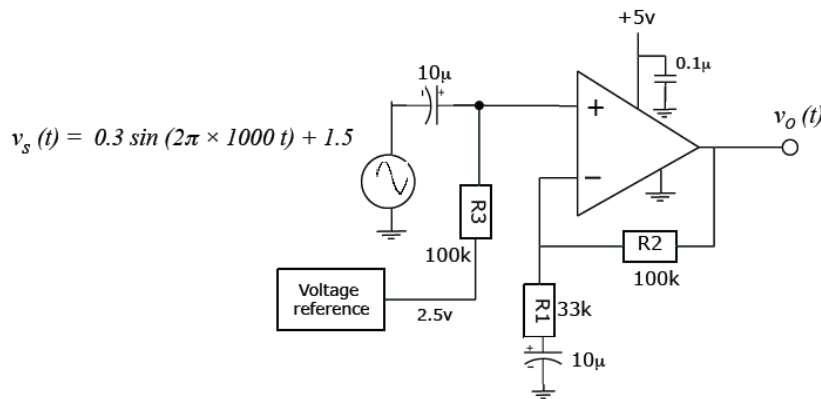 +5v
0.1µ
10µ
- +
v_s (t) = 0.3 sin (2π × 1000 t) + 1.5
+
v_o (t)
−
R3
100k
R2
100k
Voltage
reference
2.5v
R1
33k
+
−
10µ